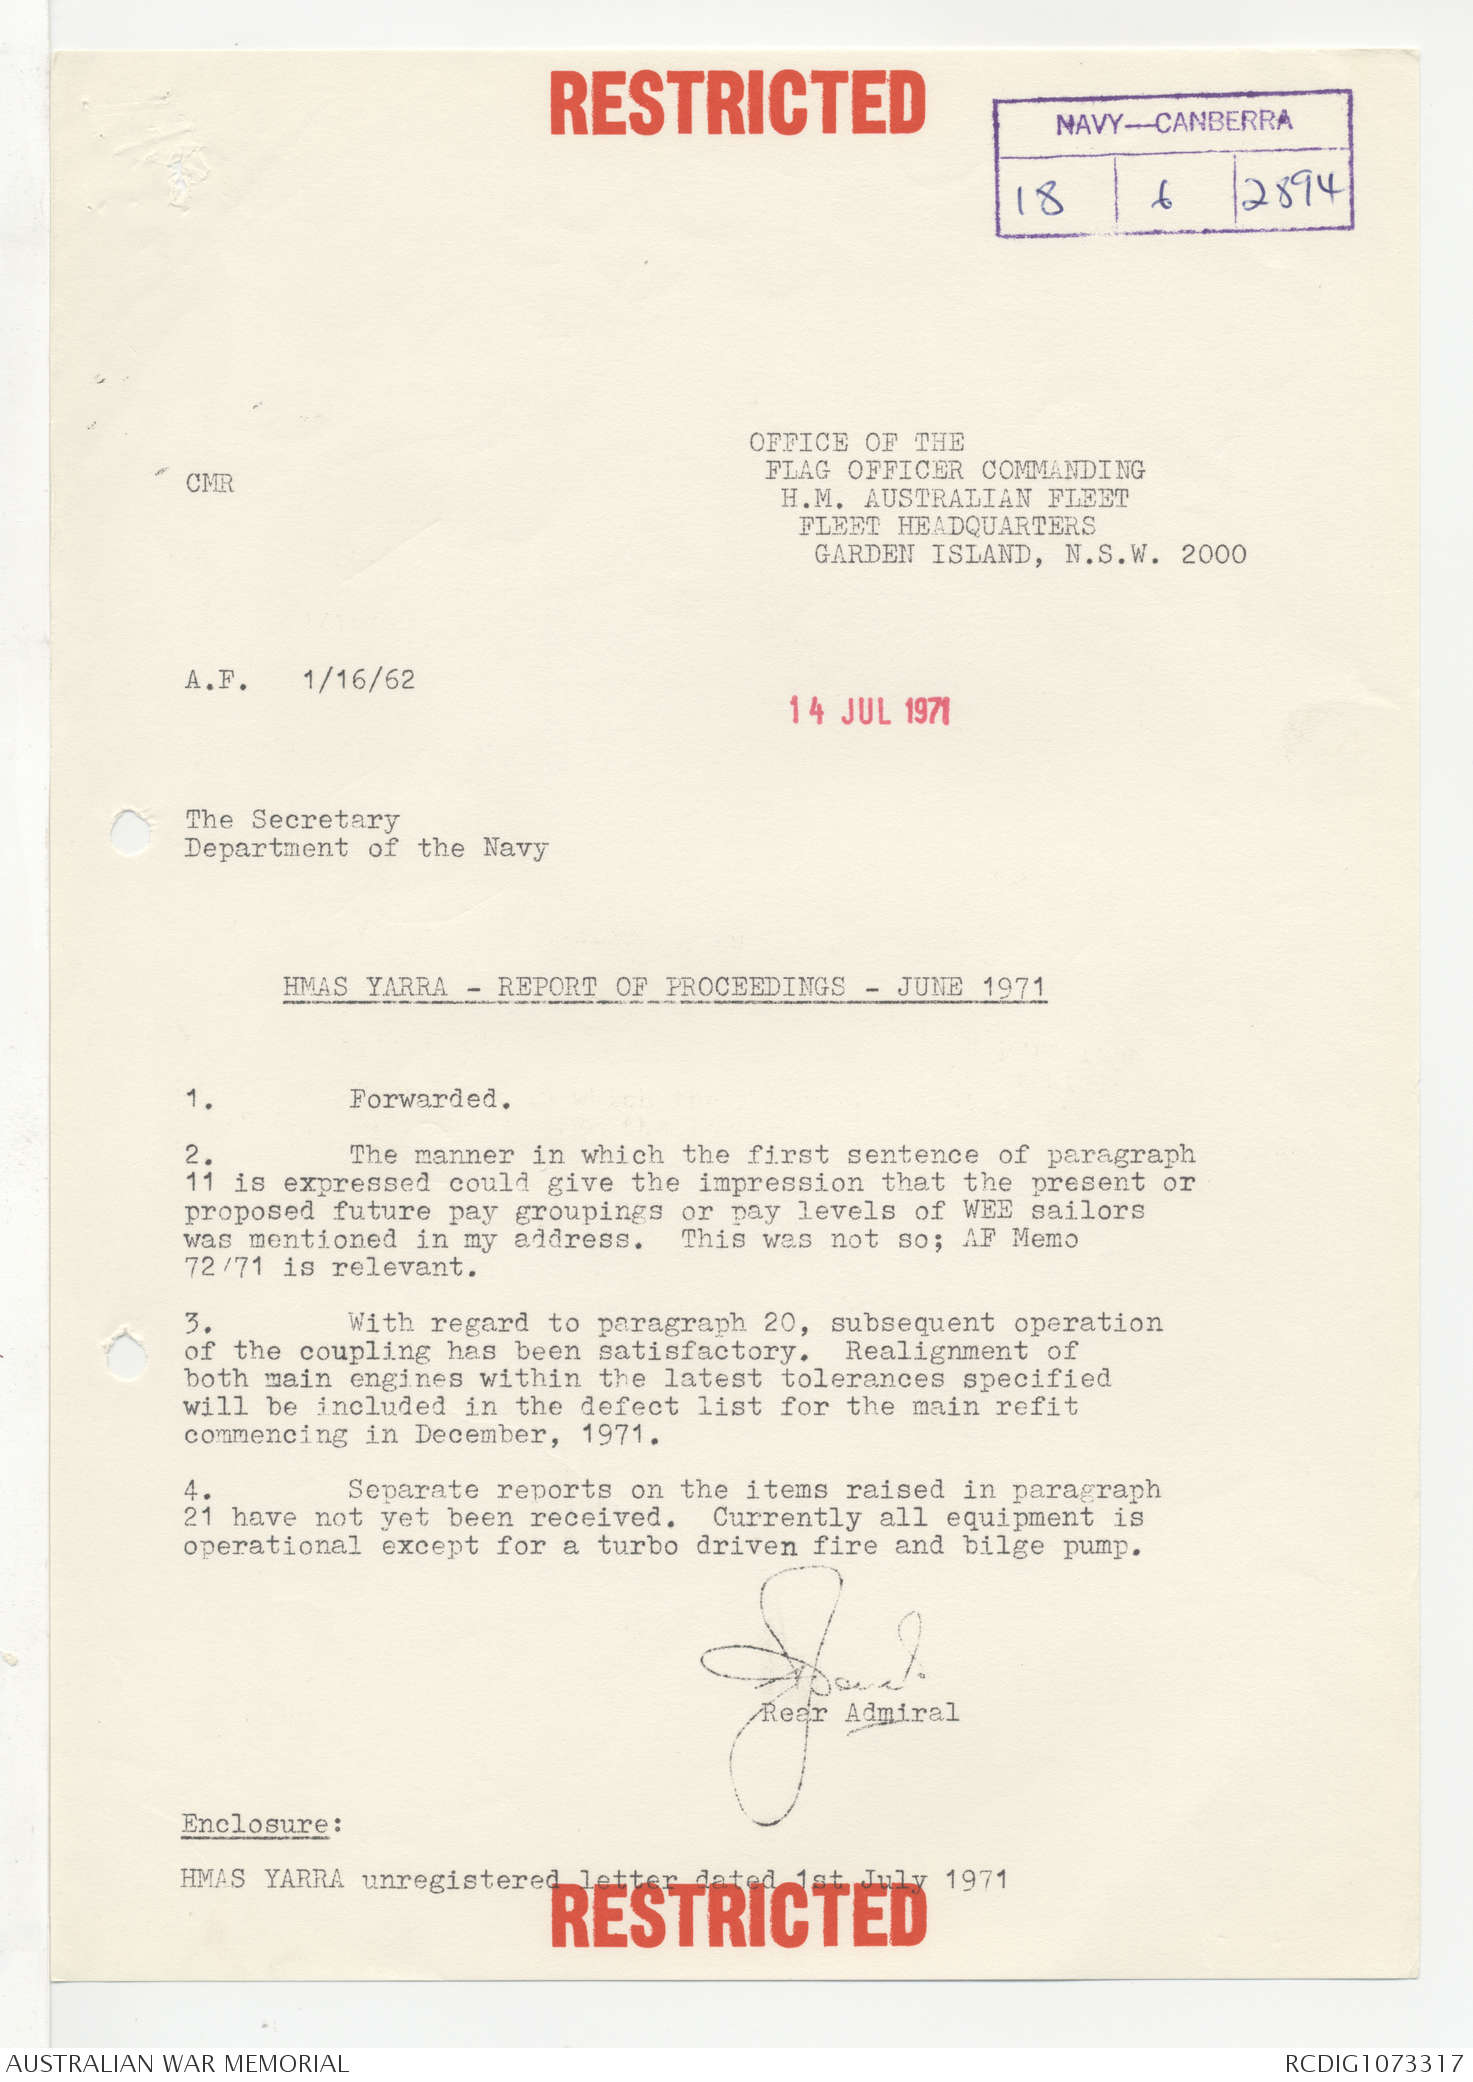 RESTRICTED
NAVY—CANBERRA
18 6 2894
OFFICE OF THE
FLAG OFFICER COMMANDING
H.M. AUSTRALIAN FLEET
FLEET HEADQUARTERS
GARDEN ISLAND, N.S.W. 2000
CMR
A.F. 1/16/62
14 JUL 1971
The Secretary
Department of the Navy
HMAS YARRA - REPORT OF PROCEEDINGS - JUNE 1971
1. Forwarded.
2. The manner in which the first sentence of paragraph
11 is expressed could give the impression that the present or
proposed future pay groupings or pay levels of WEE sailors
was mentioned in my address. This was not so; AF Memo
72/71 is relevant.
3. With regard to paragraph 20, subsequent operation
of the coupling has been satisfactory. Realignment of
both main engines within the latest tolerances specified
will be included in the defect list for the main refit
commencing in December, 1971.
4. Separate reports on the items raised in paragraph
21 have not yet been received. Currently all equipment is
operational except for a turbo driven fire and bilge pump.
Rear Admiral
Enclosure:
HMAS YARRA unregistered letter dated 1st July 1971
RESTRICTED
AUSTRALIAN WAR MEMORIAL
RCDIG1073317